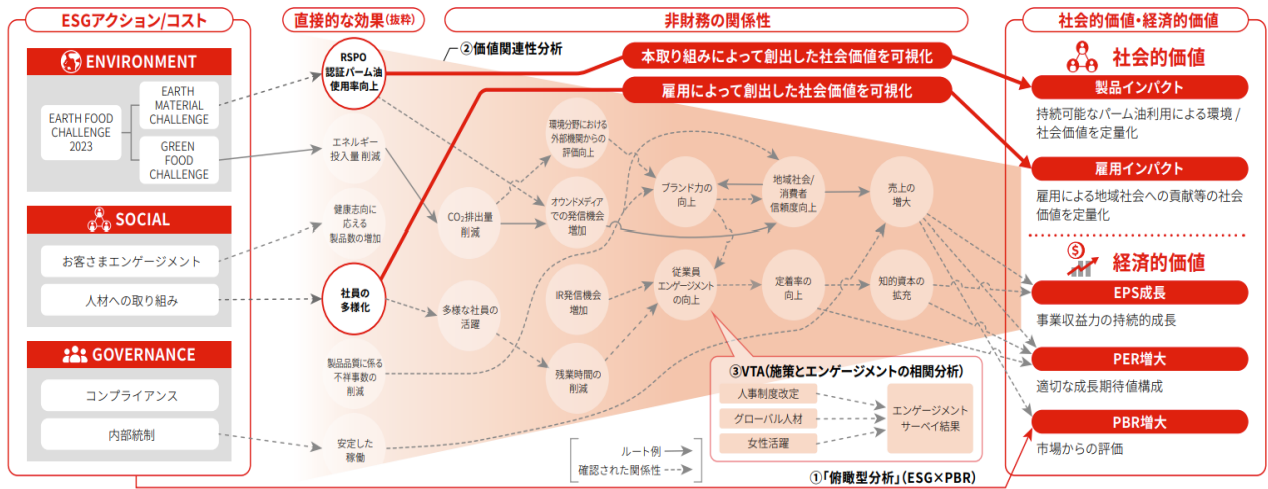 ESGアクション/コスト
ENVIRONMENT
EARTH FOOD
CHALLENGE
2023
EARTH
MATERIAL
CHALLENGE
GREEN
FOOD
CHALLENGE
SOCIAL
お客さまエンゲージメント
人材への取り組み
GOVERNANCE
コンプライアンス
内部統制
直接的な効果(抜粋)
RSPO
認証パーム油
使用率向上
エネルギー
投入量 削減
健康志向に
応える
製品数の増加
社員の
多様化
製品品質に係る
不祥事数の
削減
安定した
稼働
非財務の関係性
②価値関連性分析
本取り組みによって創出した社会価値を可視化
雇用によって創出した社会価値を可視化
CO₂排出量
削減
多様な社員の
活躍
環境分野における
外部機関からの
評価向上
オウンドメディア
での発信機会
増加
IR発信機会
増加
残業時間の
削減
ブランド力の
向上
従業員
エンゲージメント
の向上
地域社会/
消費者
信頼度向上
定着率の
向上
売上の
増大
知的資本の
拡充
③VTA(施策とエンゲージメントの相関分析)
人事制度改定
グローバル人材
女性活躍
エンゲージメント
サーベイ結果
ルート例
確認された関係性
①「俯瞰型分析」(ESG×PBR)
社会的価値・経済的価値
社会的価値
製品インパクト
持続可能なパーム油利用による環境/
社会価値を定量化
雇用インパクト
雇用による地域社会への貢献等の社会
価値を定量化
$
経済的価値
EPS成長
事業収益力の持続的成長
PER増大
適切な成長期待値構成
PBR増大
市場からの評価